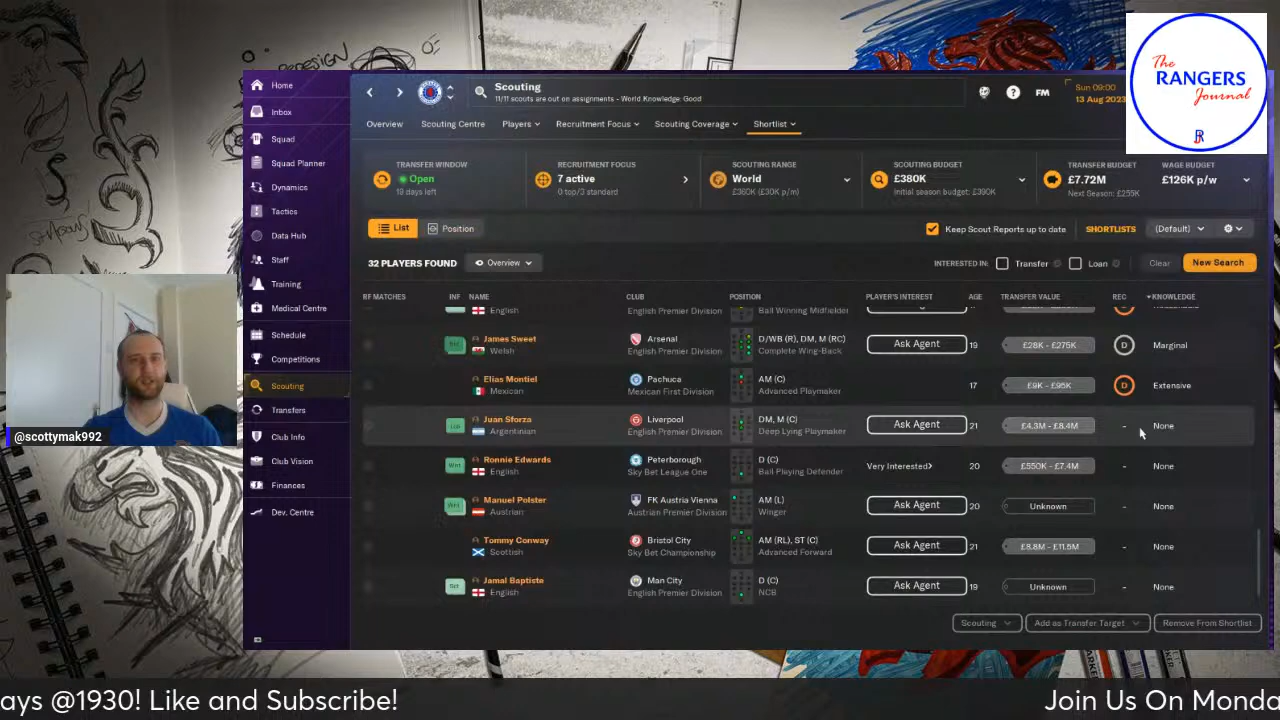 REDESIGN
The
RANGERS
Journal
Home
Inbox
Squad
Squad Planner
Dynamics
Tactics
Data Hub
Staff
Training
Medical Centre
Schedule
Competitions
Scouting
Transfers
Club Info
Club Vision
Finances
Dev. Centre
Scouting
11/11 scouts are out on assignments - World Knowledge: Good
FM
Sun 09:00
13 Aug 2023
Overview Scouting Centre Players Recruitment Focus Scouting Coverage Shortlist
TRANSFER WINDOW
Open
19 days left
RECRUITMENT FOCUS
7 active
0 top/3 standard
SCOUTING RANGE
World
£360K (£30K p/m)
SCOUTING BUDGET
£380K
Initial season budget: £390K
TRANSFER BUDGET
£7.72M
Next Season: £255K
WAGE BUDGET
£126K p/w
List Position Keep Scout Reports up to date SHORTLISTS (Default)
32 PLAYERS FOUND Overview INTERESTED IN: Transfer Loan Clear New Search
RF MATCHES INF NAME CLUB POSITION PLAYER'S INTEREST AGE TRANSFER VALUE REC KNOWLEDGE
English English Premier Division Ball Winning Midfielder
James Sweet Arsenal D/WB (R), DM, M (RC) Ask Agent 19 £28K - £275K D Marginal
Welsh English Premier Division Complete Wing-Back
Elias Montiel Pachuca AM (C) 17 £9K - £95K D Extensive
Mexican Mexican First Division Advanced Playmaker
Juan Sforza Liverpool DM, M (C) Ask Agent 21 £4.3M - £8.4M - None
Argentinian English Premier Division Deep Lying Playmaker
Wnt Ronnie Edwards Peterborough D (C) Very Interested 20 £550K - £7.4M - None
English Sky Bet League One Ball Playing Defender
Manuel Polster FK Austria Vienna AM (L) Ask Agent 20 Unknown - None
Austrian Austrian Premier Division Winger
Tommy Conway Bristol City AM (RL), ST (C) Ask Agent 21 £8.8M - £11.5M - None
Scottish Sky Bet Championship Advanced Forward
Jamal Baptiste Man City D (C) Ask Agent 19 Unknown - None
English English Premier Division NCB
Scouting Add as Transfer Target Remove From Shortlist
@scottymak992
ays @1930! Like and Subscribe! Join Us On Monda